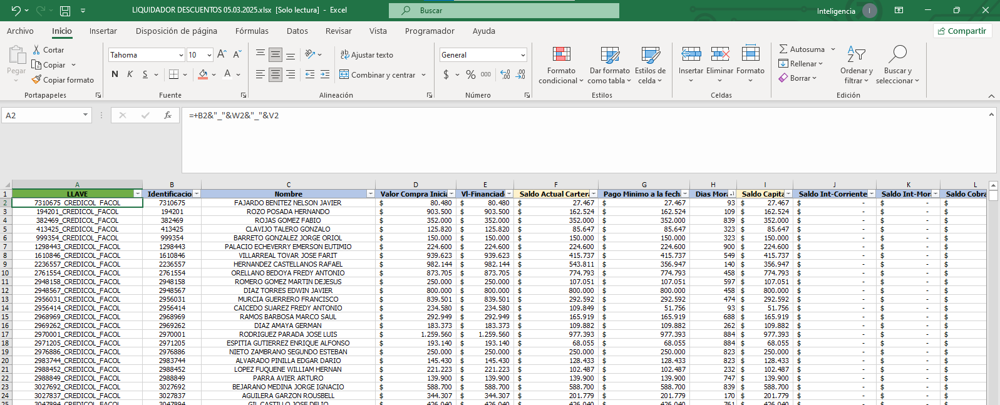 LIQUIDADOR DESCUENTOS 05.03.2025.xlsx [Solo lectura] - Excel
Buscar
Inteligencia I
Archivo Inicio Insertar Disposición de página Fórmulas Datos Revisar Vista Programador Ayuda Compartir
Pegar Cortar
Copiar
Copiar formato
Portapapeles
Tahoma 10 A A
N K S A
Fuente
ab Ajustar texto
Combinar y centrar
Alineación
General
$ % 000
Número
Formato condicional
Dar formato como tabla
Estilos de celda
Estilos
Insertar Eliminar Formato
Celdas
Autosuma
Rellenar
Borrar
Ordenar y filtrar
Buscar y seleccionar
Edición
A2 fx =+B2&"_"&W2&"_"&V2
A B C D E F G H I J K L
1 LLAVE Identificacio Nombre Valor Compra Inicia Vl-Financiad Saldo Actual Cartera Pago Minimo a la fech Dias Mora Saldo Capita Saldo Int-Corriente Saldo Int-Mor Saldo Cobra
2 7310675_CREDICOL_FACOL 7310675 FAJARDO BENITEZ NELSON JAVIER $ 80.480 $ 80.480 $ 27.467 $ 27.467 93 $ 27.467 $ - $ - $
3 194201_CREDICOL_FACOL 194201 ROZO POSADA HERNANDO $ 903.500 $ 903.500 $ 162.524 $ 162.524 109 $ 162.524 $ - $ - $
4 382469_CREDICOL_FACOL 382469 ROJAS GOMEZ FABIO $ 352.000 $ 352.000 $ 352.000 $ 352.000 839 $ 352.000 $ - $ - $
5 413425_CREDICOL_FACOL 413425 CLAVIJO TALERO GONZALO $ 125.820 $ 125.820 $ 85.647 $ 85.647 323 $ 85.647 $ - $ - $
6 999354_CREDICOL_FACOL 999354 BARRETO GONZALEZ JORGE ORIOL $ 150.000 $ 150.000 $ 150.000 $ 150.000 323 $ 150.000 $ - $ - $
7 1298443_CREDICOL_FACOL 1298443 PALACIO ECHEVERRY EMERSON EUTIMIO $ 224.600 $ 224.600 $ 224.600 $ 224.600 900 $ 224.600 $ - $ - $
8 1610846_CREDICOL_FACOL 1610846 VILLARREAL TOVAR JOSE FARIT $ 939.623 $ 939.623 $ 415.737 $ 415.737 549 $ 415.737 $ - $ - $
9 2236557_CREDICOL_FACOL 2236557 HERNANDEZ CASTELLANOS RAFAEL $ 982.144 $ 982.144 $ 543.811 $ 356.947 140 $ 356.947 $ - $ - $
10 2761554_CREDICOL_FACOL 2761554 ORELLANO BEDOYA FREDY ANTONIO $ 873.705 $ 873.705 $ 774.793 $ 774.793 458 $ 774.793 $ - $ - $
11 2948158_CREDICOL_FACOL 2948158 ROMERO GOMEZ MARTIN DEJESUS $ 250.000 $ 250.000 $ 107.051 $ 107.051 597 $ 107.051 $ - $ - $
12 2948567_CREDICOL_FACOL 2948567 DIAZ TORRES EDWIN JAVIER $ 800.000 $ 800.000 $ 800.000 $ 800.000 458 $ 800.000 $ - $ - $
13 2956031_CREDICOL_FACOL 2956031 MURCIA GUERRERO FRANCISCO $ 839.501 $ 839.501 $ 292.592 $ 292.592 474 $ 292.592 $ - $ - $
14 2956414_CREDICOL_FACOL 2956414 CAICEDO SUAREZ FREDY ANTONIO $ 234.580 $ 234.580 $ 109.849 $ 51.756 93 $ 51.756 $ - $ - $
15 2968969_CREDICOL_FACOL 2968969 RAMOS BARBOSA MARCO SAUL $ 292.949 $ 292.949 $ 165.919 $ 165.919 688 $ 165.919 $ - $ - $
16 2969262_CREDICOL_FACOL 2969262 DIAZ AMAYA GERMAN $ 183.373 $ 183.373 $ 109.882 $ 109.882 262 $ 109.882 $ - $ - $
17 2970001_CREDICOL_FACOL 2970001 RODRIGUEZ PARADA JOSE LUIS $ 1.259.560 $ 1.259.560 $ 977.393 $ 977.393 884 $ 977.393 $ - $ - $
18 2971205_CREDICOL_FACOL 2971205 ESPITIA GUTIERREZ ENRIQUE ALFONSO $ 193.140 $ 193.140 $ 68.055 $ 68.055 884 $ 68.055 $ - $ - $
19 2976886_CREDICOL_FACOL 2976886 NIETO ZAMBRANO SEGUNDO ESTEBAN $ 250.000 $ 250.000 $ 250.000 $ 250.000 823 $ 250.000 $ - $ - $
20 2983744_CREDICOL_FACOL 2983744 ALVARADO PINILLA EDGAR DARIO $ 145.430 $ 145.430 $ 128.433 $ 128.433 823 $ 128.433 $ - $ - $
21 2988452_CREDICOL_FACOL 2988452 LOPEZ FUQUENE WILLIAM HERNAN $ 221.223 $ 221.223 $ 102.487 $ 102.487 232 $ 102.487 $ - $ - $
22 2988849_CREDICOL_FACOL 2988849 PARRA AVIER ARTURO $ 139.900 $ 139.900 $ 139.900 $ 139.900 747 $ 139.900 $ - $ - $
23 3027692_CREDICOL_FACOL 3027692 BEJARANO MEDINA JORGE IGNACIO $ 588.700 $ 588.700 $ 588.700 $ 588.700 839 $ 588.700 $ - $ - $
24 3027837_CREDICOL_FACOL 3027837 AGUILERA GARZON ROUSBELL $ 344.307 $ 344.307 $ 201.779 $ 201.779 170 $ 201.779 $ - $ - $
25 3047894_CREDICOL_FACOL 3047894 GIL CASTILLO JOSE DELIO $ 426.040 $ 426.040 $ 426.040 $ 426.040 761 $ 426.040 $ - $ - $